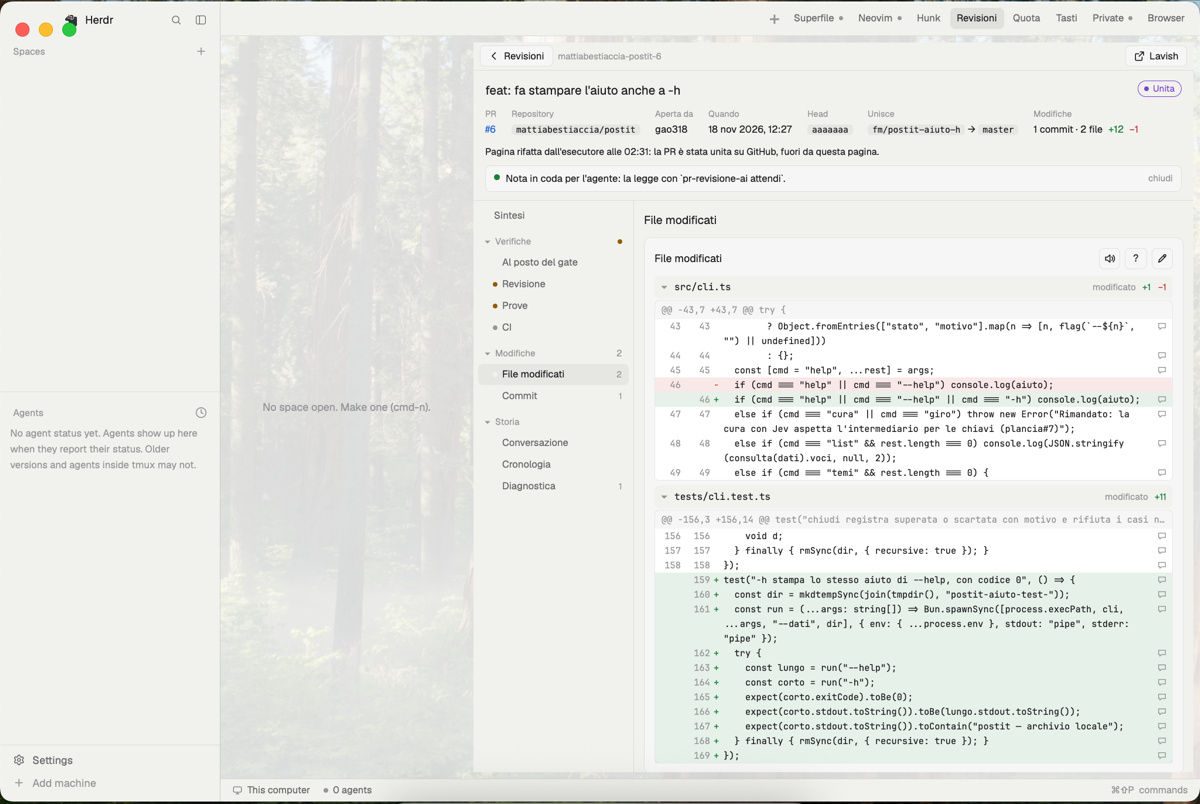 Herdr
Superfile
Neovim
Hunk
Revisioni
Quota
Tasti
Private
Browser
Spaces
Revisioni
mattiabestiaccia-postit-6
Lavish
feat: fa stampare l'aiuto anche a -h
Unita
PR Repository Aperta da Quando Head Unisce Modifiche
#6 mattiabestiaccia/postit gao318 18 nov 2026, 12:27 aaaaaaa fm/postit-aiuto-h → master 1 commit · 2 file +12 −1
Pagina rifatta dall'esecutore alle 02:31: la PR è stata unita su GitHub, fuori da questa pagina.
Nota in coda per l'agente: la legge con `pr-revisione-ai attendi`.
chiudi
Sintesi
Verifiche
Al posto del gate
Revisione
Prove
CI
Modifiche 2
File modificati 2
Commit 1
Storia
Conversazione
Cronologia
Diagnostica 1
File modificati
File modificati
?
src/cli.ts modificato +1 −1
@@ -43,7 +43,7 @@ try {
43 43 ? Object.fromEntries(["stato", "motivo"].map(n => [n, flag(`--${n}`,
"") || undefined]))
44 44 : {};
45 45 const [cmd = "help", ...rest] = args;
46 - if (cmd === "help" || cmd === "--help") console.log(aiuto);
46 + if (cmd === "help" || cmd === "--help" || cmd === "-h") console.log(aiuto);
47 47 else if (cmd === "cura" || cmd === "giro") throw new Error("Rimandato: la
cura con Jev aspetta l'intermediario per le chiavi (plancia#7)");
48 48 else if (cmd === "list" && rest.length === 0) console.log(JSON.stringify
(consulta(dati).voci, null, 2));
49 49 else if (cmd === "temi" && rest.length === 0) {
tests/cli.test.ts modificato +11
@@ -156,3 +156,14 @@ test("chiudi registra superata o scartata con motivo e rifiuta i casi n…
156 156 void d;
157 157 } finally { rmSync(dir, { recursive: true }); }
158 158 });
159 + test("-h stampa lo stesso aiuto di --help, con codice 0", () => {
160 + const dir = mkdtempSync(join(tmpdir(), "postit-aiuto-test-"));
161 + const run = (...args: string[]) => Bun.spawnSync([process.execPath, cli,
...args, "--dati", dir], { env: { ...process.env }, stdout: "pipe", stderr:
"pipe" });
162 + try {
163 + const lungo = run("--help");
164 + const corto = run("-h");
165 + expect(corto.exitCode).toBe(0);
166 + expect(corto.stdout.toString()).toBe(lungo.stdout.toString());
167 + expect(corto.stdout.toString()).toContain("postit — archivio locale");
168 + } finally { rmSync(dir, { recursive: true }); }
169 + });
No space open. Make one (cmd-n).
Agents
No agent status yet. Agents show up here
when they report their status. Older
versions and agents inside tmux may not.
Settings
Add machine
This computer
0 agents
⌘⇧P commands